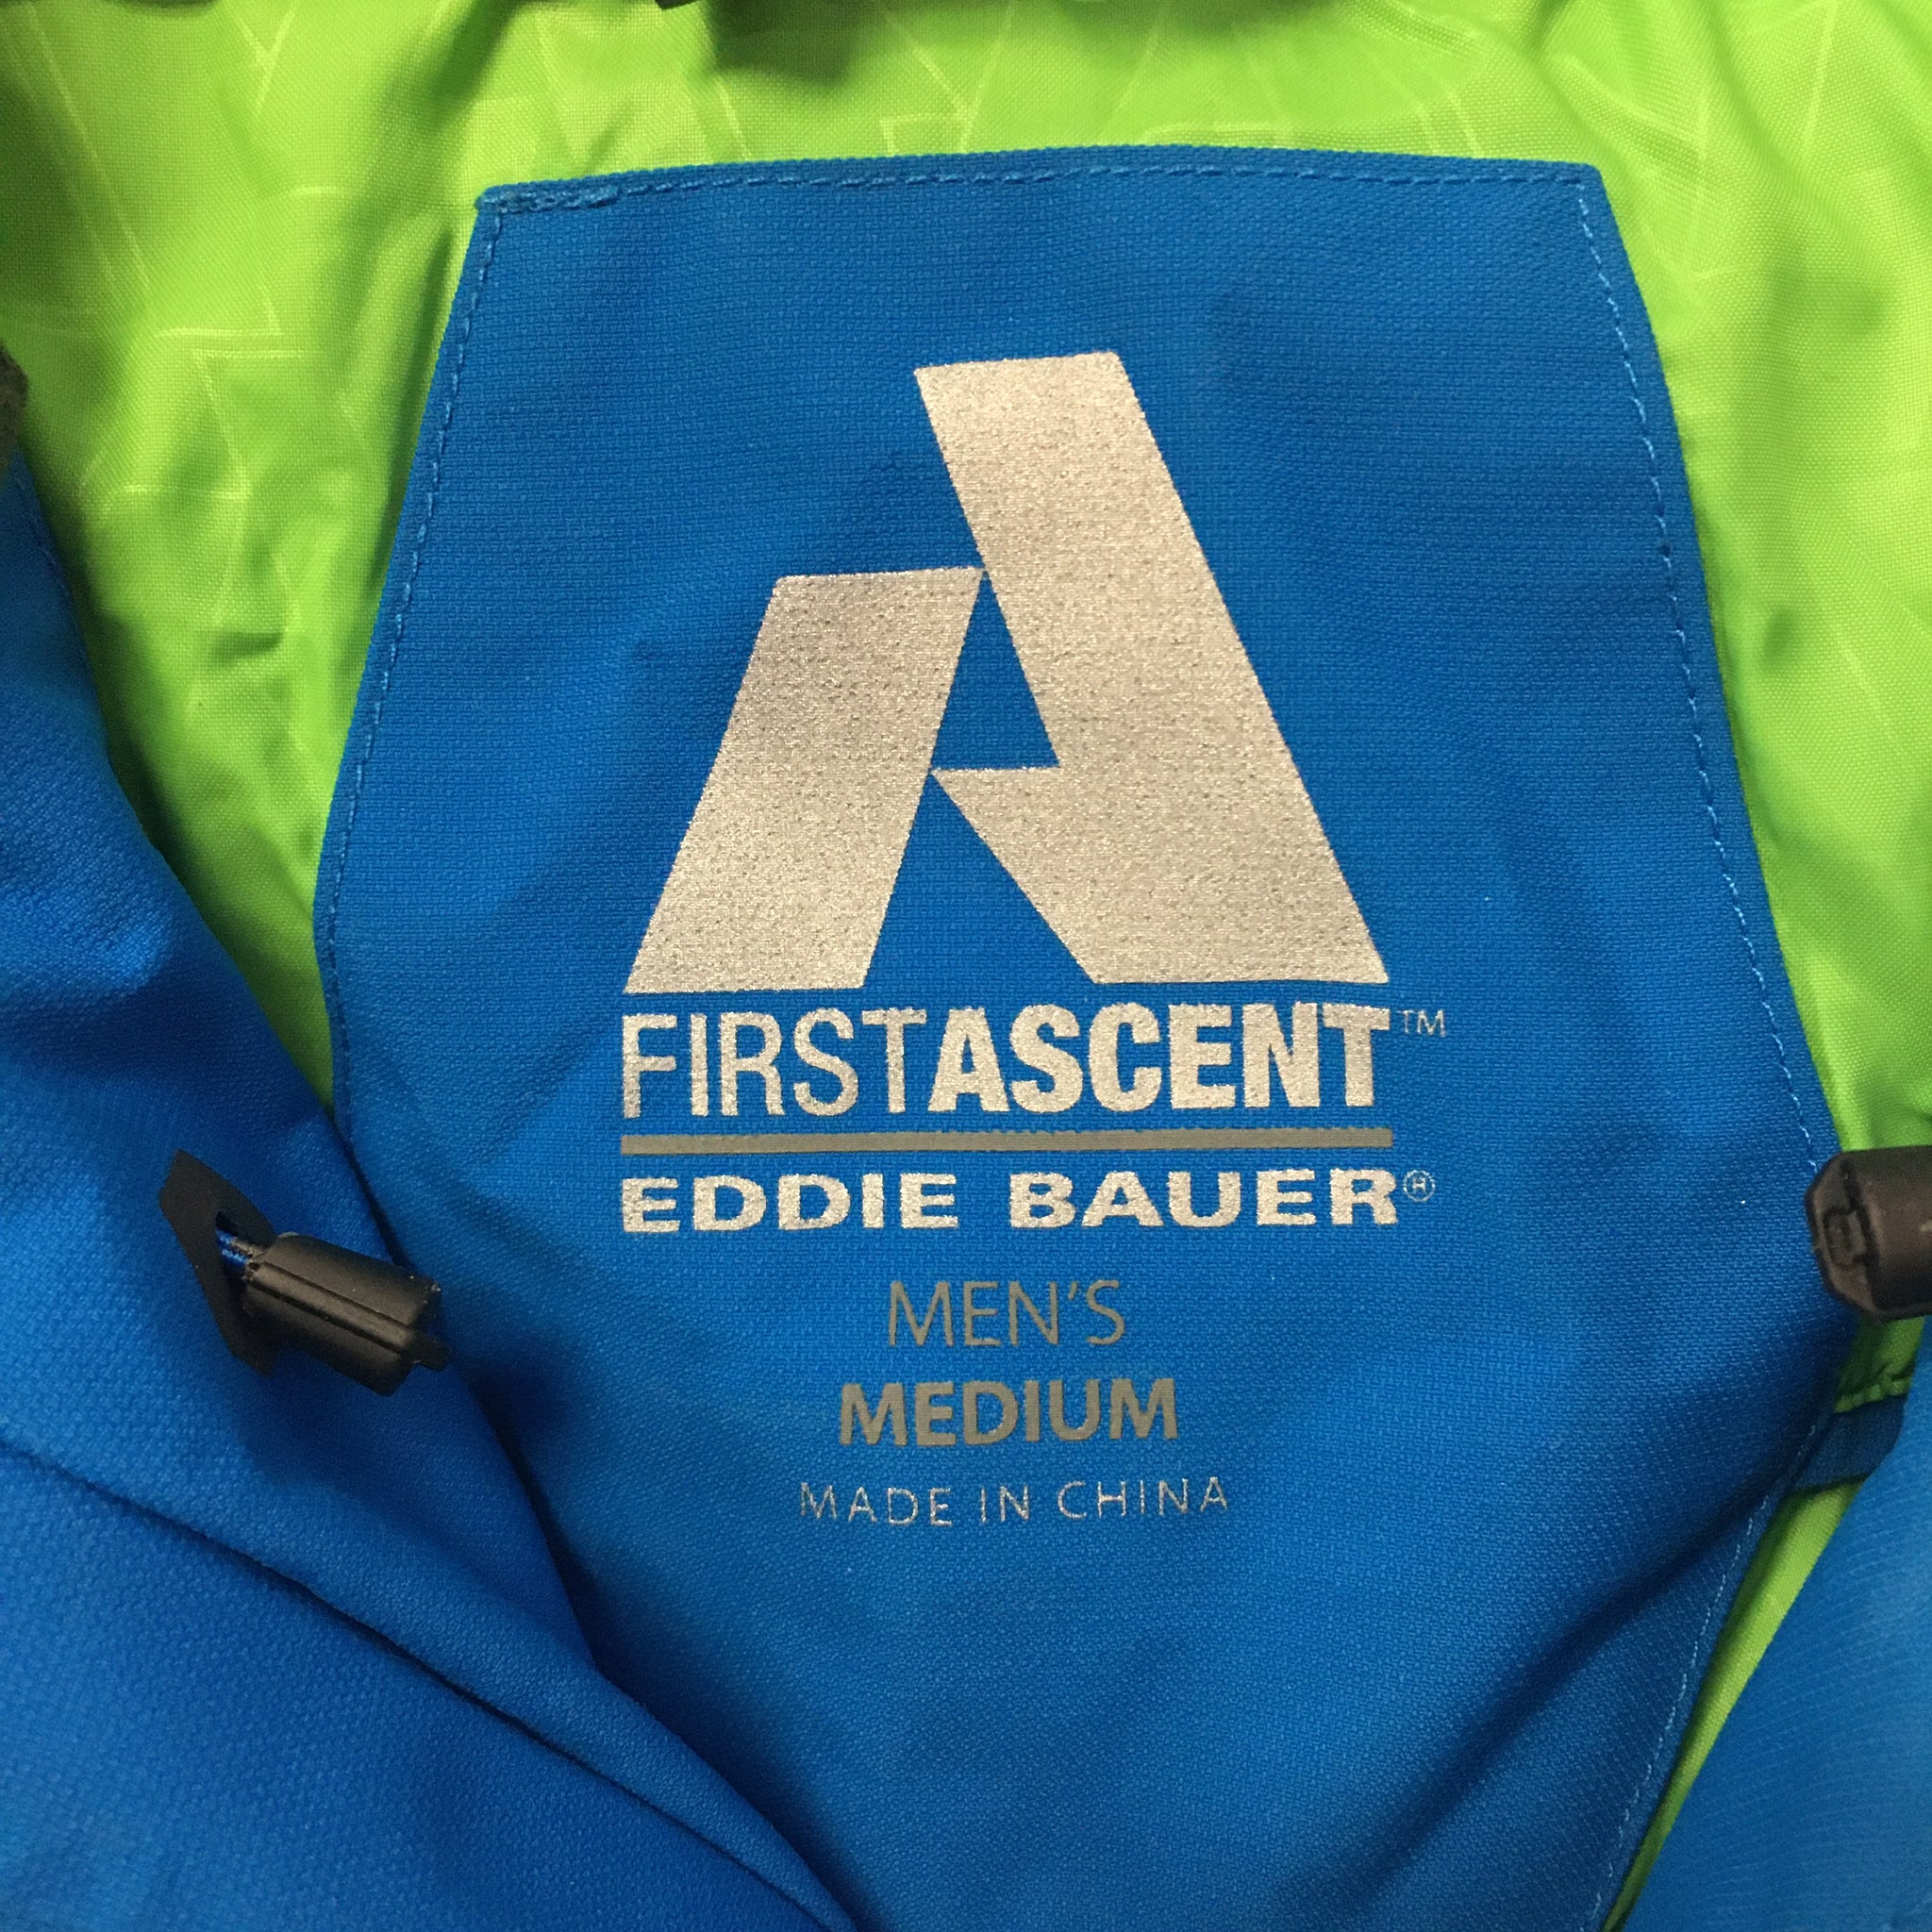 FIRSTASCENT™
EDDIE BAUER®
MEN'S
MEDIUM
MADE IN CHINA